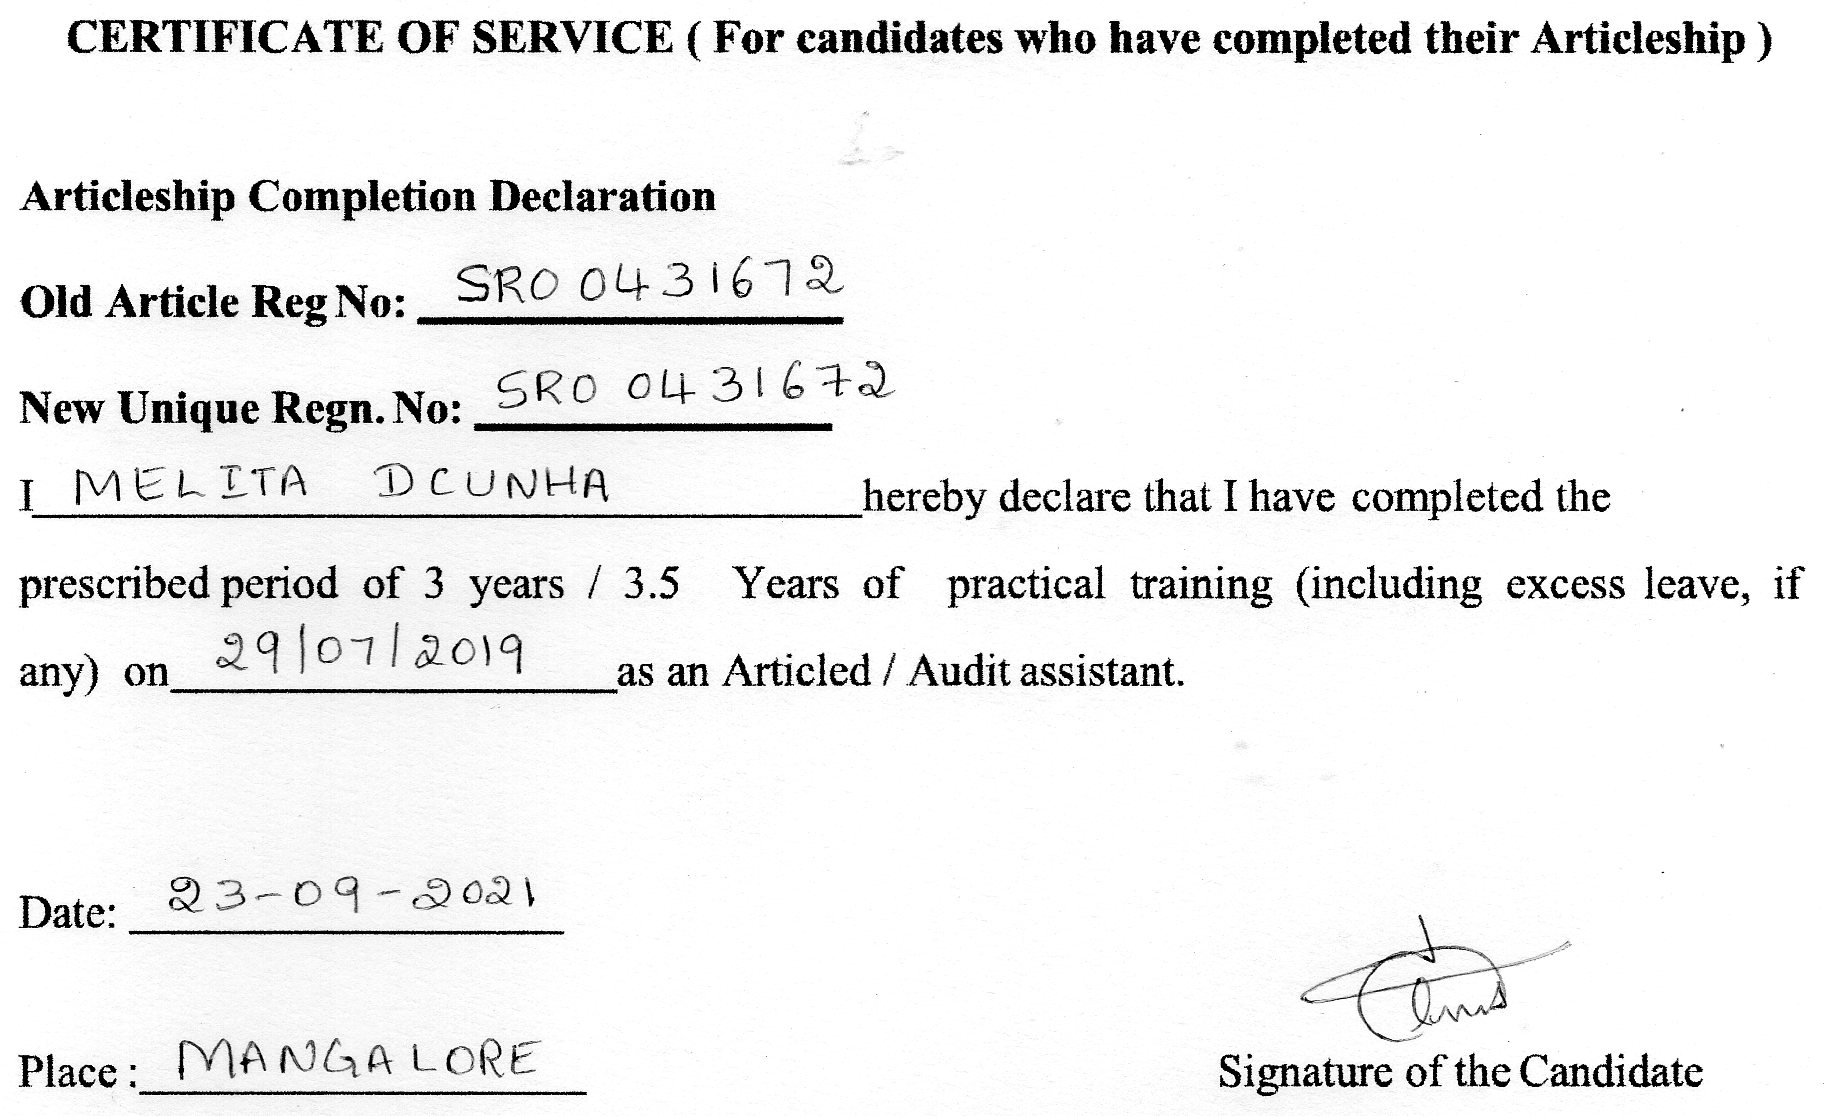 CERTIFICATE OF SERVICE ( For candidates who have completed their Articleship )
Articleship Completion Declaration
Old Article Reg No: SRO 0431672
New Unique Regn. No: SRO 0431672
I MELITA DCUNHA hereby declare that I have completed the
prescribed period of 3 years / 3.5 Years of practical training (including excess leave, if
any) on 29/07/2019 as an Articled / Audit assistant.
Date: 23-09-2021
Place : MANGALORE
Signature of the Candidate